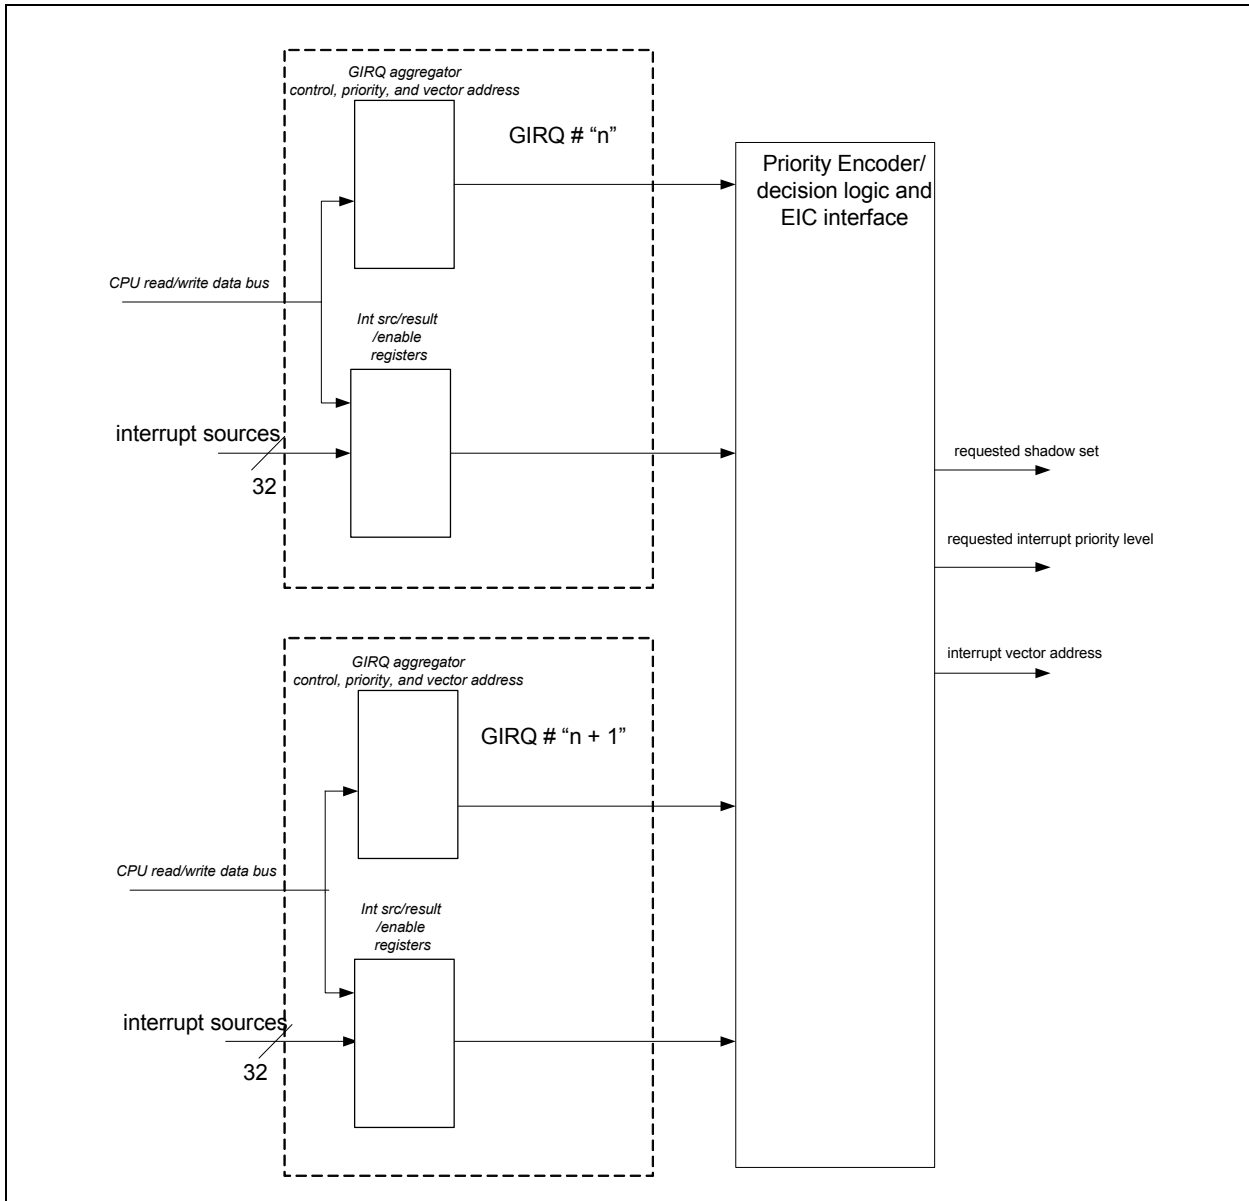 GIRQ aggregator
control, priority, and vector address
GIRQ # “n”
CPU read/write data bus
Int src/result
/enable
registers
interrupt sources
32
Priority Encoder/
decision logic and
EIC interface
requested shadow set
requested interrupt priority level
interrupt vector address
GIRQ aggregator
control, priority, and vector address
GIRQ # “n + 1”
CPU read/write data bus
Int src/result
/enable
registers
interrupt sources
32